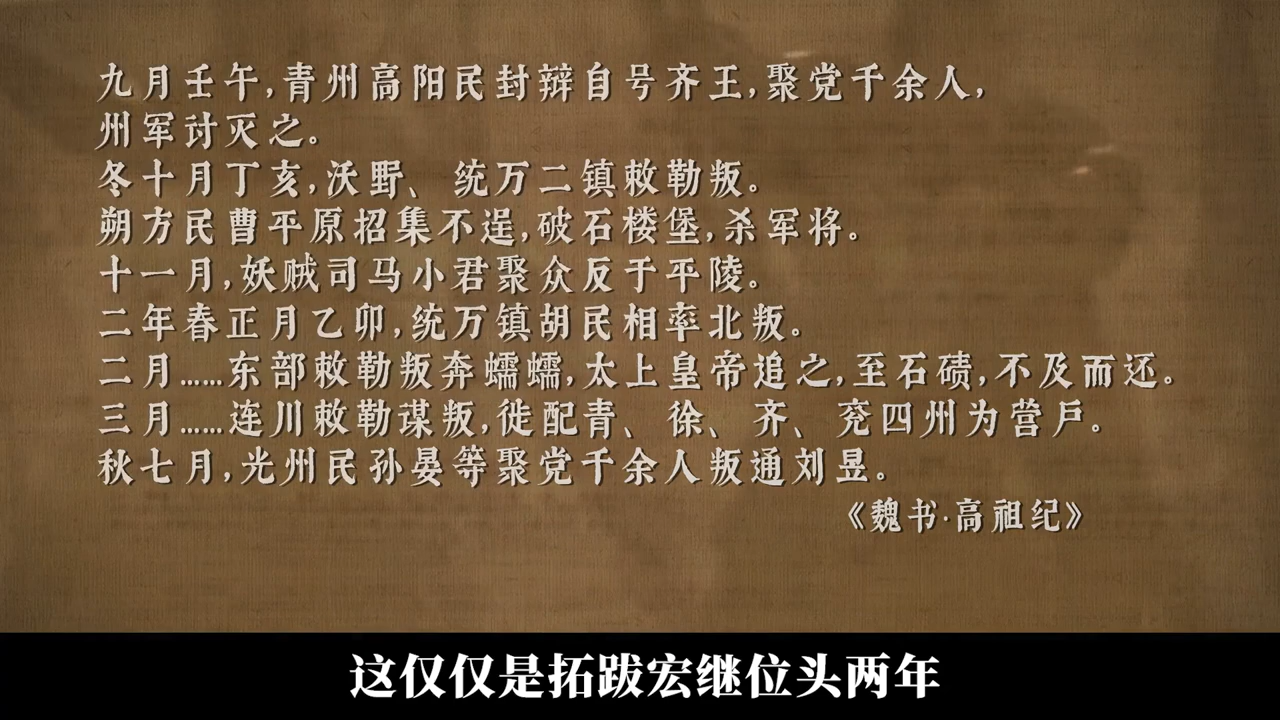 九月壬午,青州高阳民封辩自号齐王,聚党千余人,
州军讨灭之。
冬十月丁亥,沃野、统万二镇敕勒叛。
朔方民曹平原招集不逞,破石楼堡,杀军将。
十一月,妖贼司马小君聚众反于平陵。
二年春正月乙卯,统万镇胡民相率北叛。
二月……东部敕勒叛奔蠕蠕,太上皇帝追之,至石碛,不及而还。
三月……连川敕勒谋叛,徙配青、徐、齐、兖四州为营户。
秋七月,光州民孙晏等聚党千余人叛通刘昱。
《魏书·高祖纪》
这仅仅是拓跋宏继位头两年